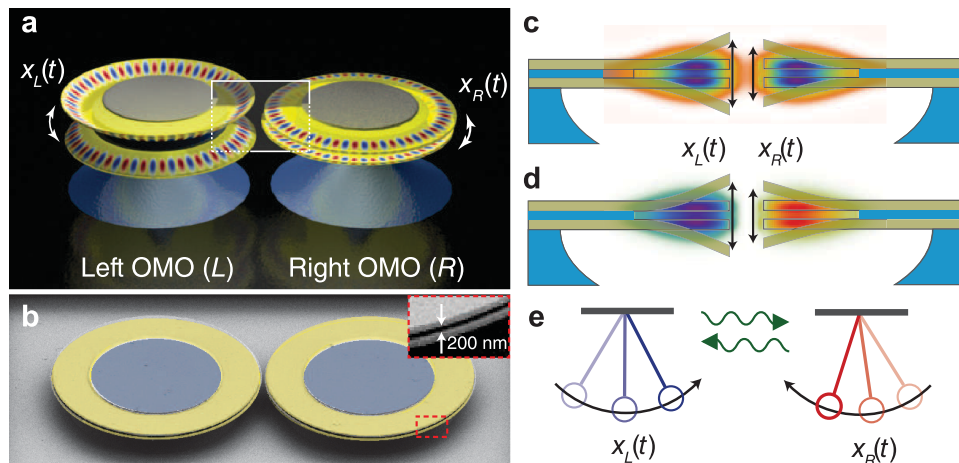 a
x_L(t)
x_R(t)
Left OMO (L)
Right OMO (R)
b
200 nm
c
x_L(t) x_R(t)
d
e
x_L(t)
x_R(t)